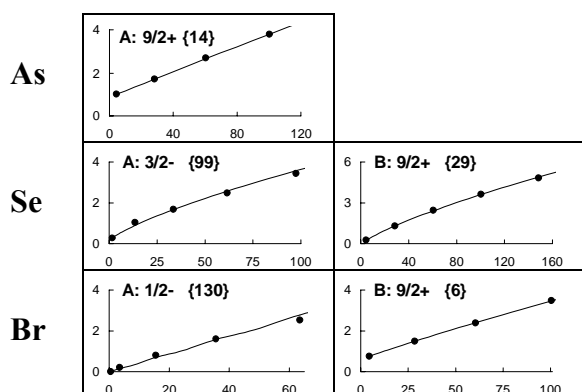 As
A: 9/2+ {14}
4
2
0
0 40 80 120
Se
A: 3/2- {99}
4
2
0
0 25 50 75 100
B: 9/2+ {29}
6
3
0
0 40 80 120 160
Br
A: 1/2- {130}
4
2
0
0 20 40 60
B: 9/2+ {6}
4
2
0
0 25 50 75 100